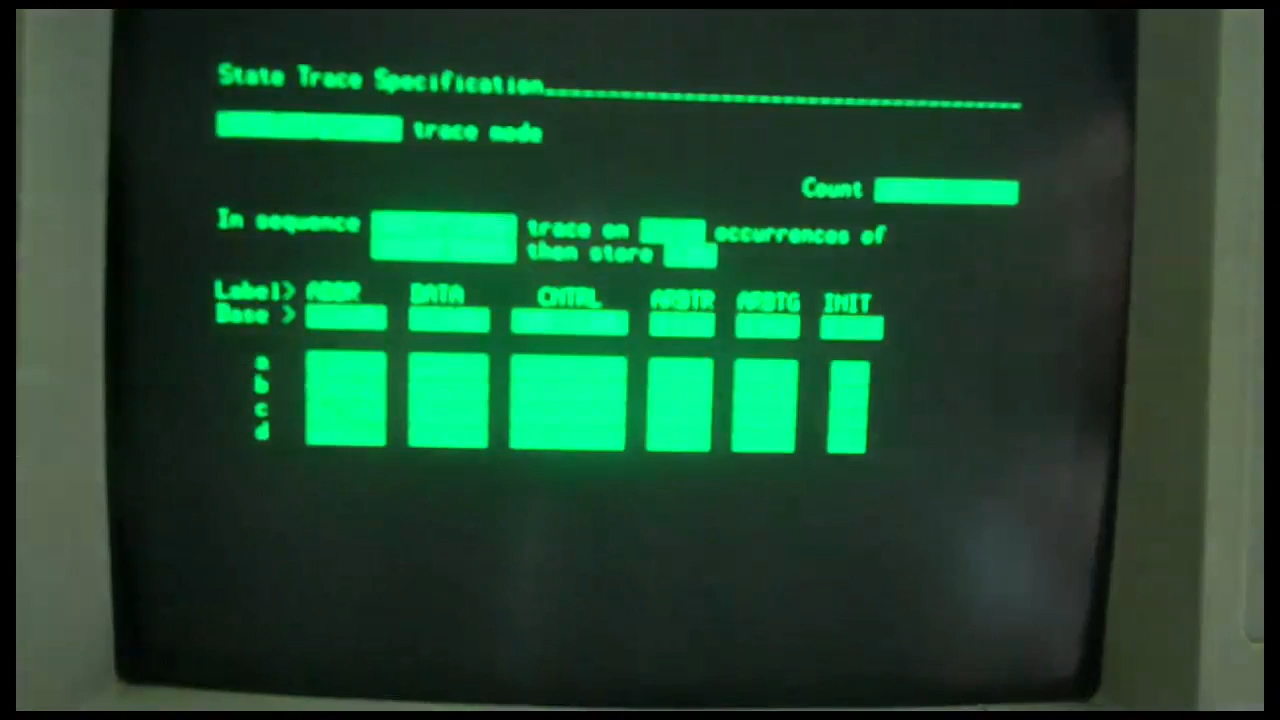 State Trace Specification
trace mode
Count
In sequence trace on occurrences of
then store
Label> ADDR DATA CNTRL ARBTR ARBTG INIT
Base >
a
b
c
d